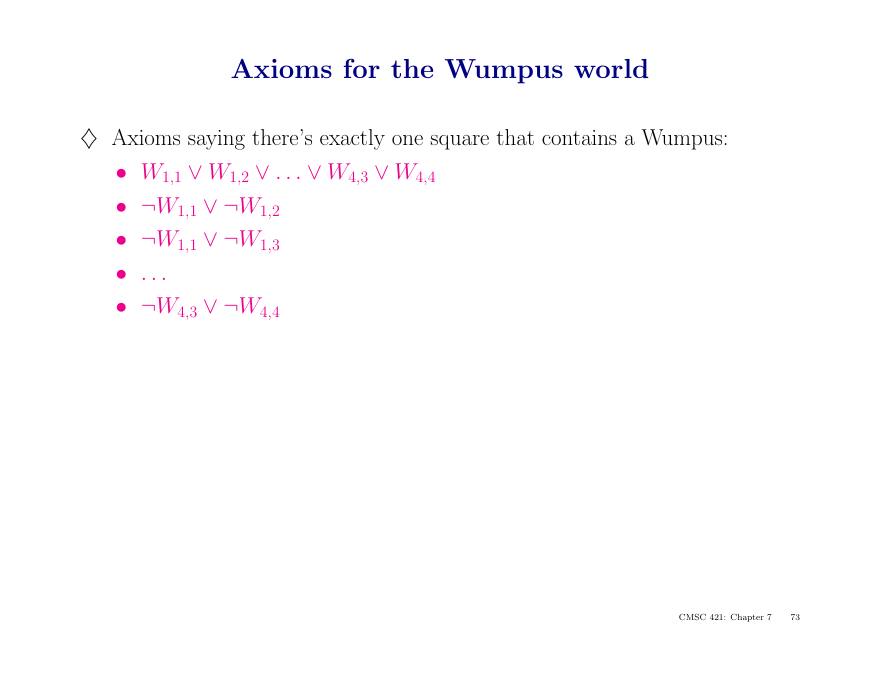 Axioms for the Wumpus world
♢ Axioms saying there's exactly one square that contains a Wumpus:
• W₁,₁ ∨ W₁,₂ ∨ . . . ∨ W₄,₃ ∨ W₄,₄
• ¬W₁,₁ ∨ ¬W₁,₂
• ¬W₁,₁ ∨ ¬W₁,₃
• . . .
• ¬W₄,₃ ∨ ¬W₄,₄
CMSC 421: Chapter 7 73